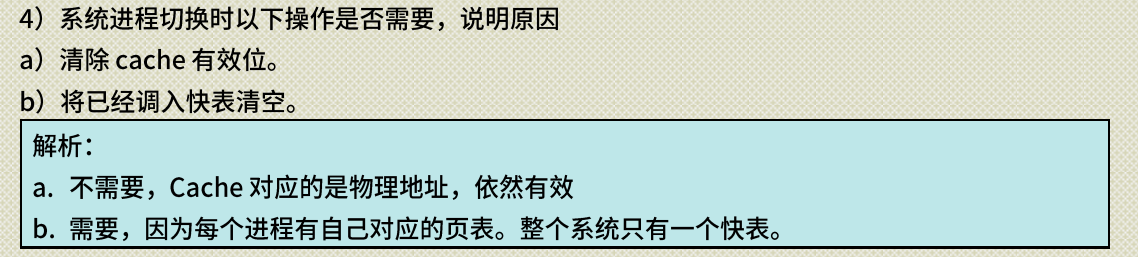 4）系统进程切换时以下操作是否需要，说明原因
a）清除 cache 有效位。
b）将已经调入快表清空。
解析：
a. 不需要，Cache 对应的是物理地址，依然有效
b. 需要，因为每个进程有自己对应的页表。整个系统只有一个快表。